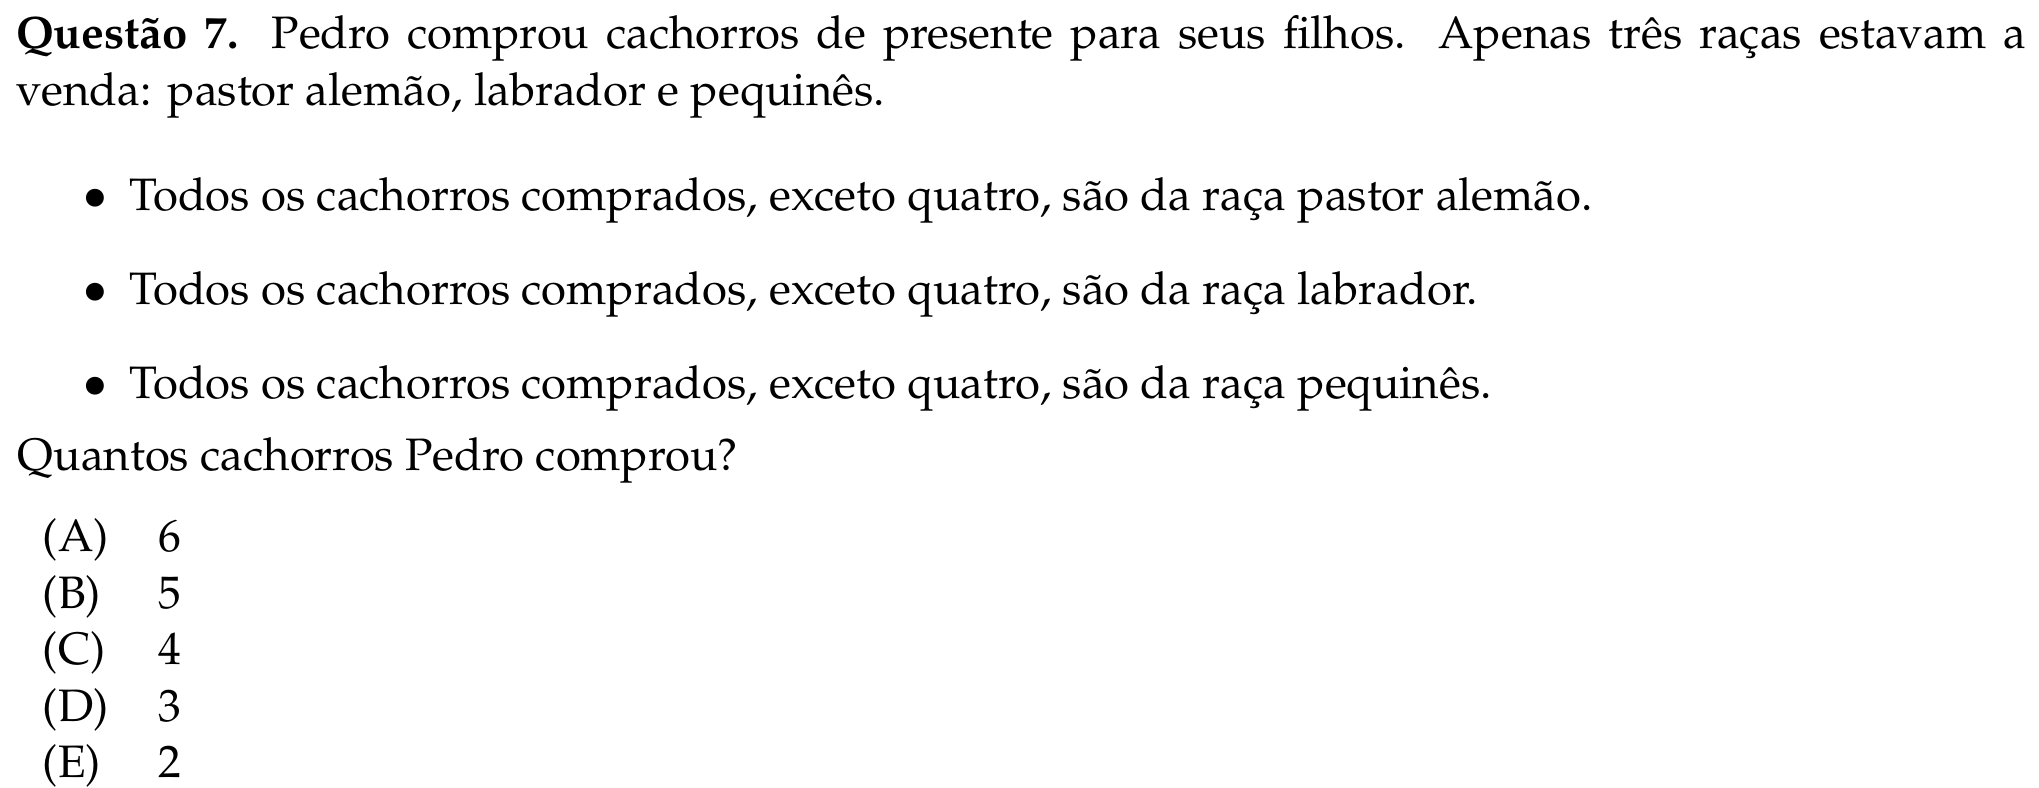 Questão 7. Pedro comprou cachorros de presente para seus filhos. Apenas três raças estavam a
venda: pastor alemão, labrador e pequinês.
• Todos os cachorros comprados, exceto quatro, são da raça pastor alemão.
• Todos os cachorros comprados, exceto quatro, são da raça labrador.
• Todos os cachorros comprados, exceto quatro, são da raça pequinês.
Quantos cachorros Pedro comprou?
(A) 6
(B) 5
(C) 4
(D) 3
(E) 2